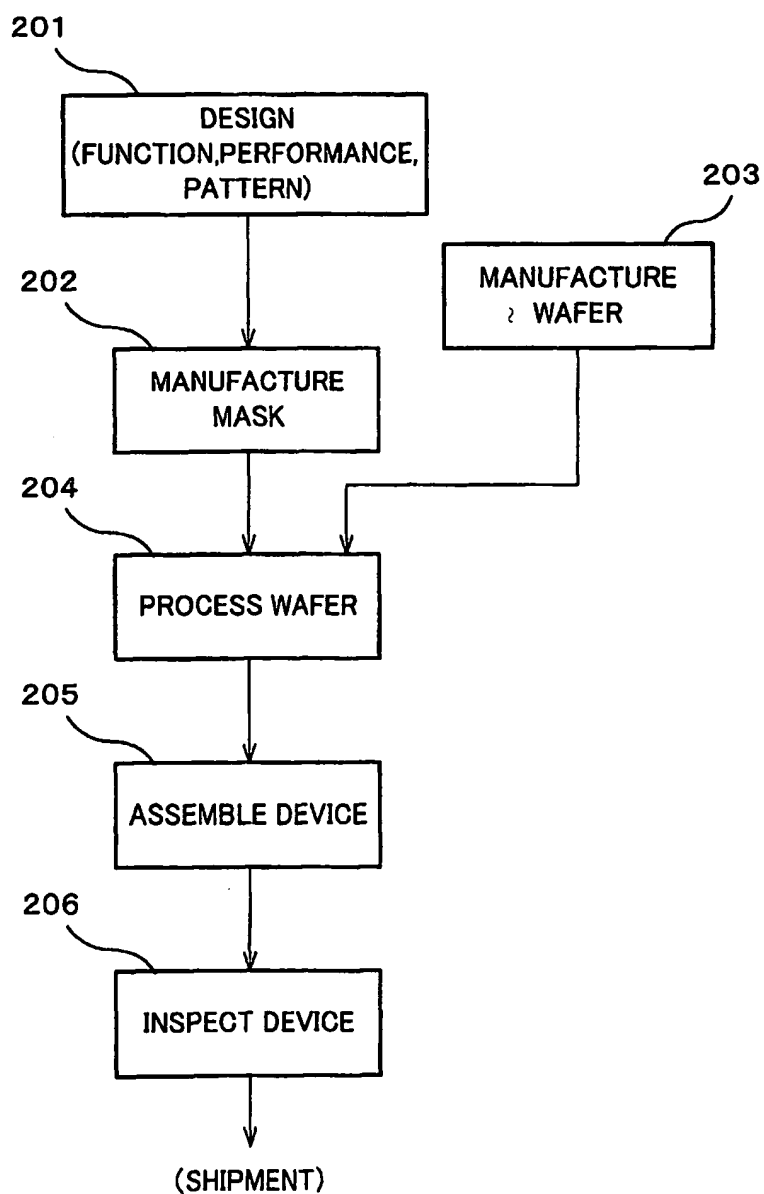 201
DESIGN
(FUNCTION,PERFORMANCE,
PATTERN)
203
MANUFACTURE
WAFER
202
MANUFACTURE
MASK
204
PROCESS WAFER
205
ASSEMBLE DEVICE
206
INSPECT DEVICE
(SHIPMENT)